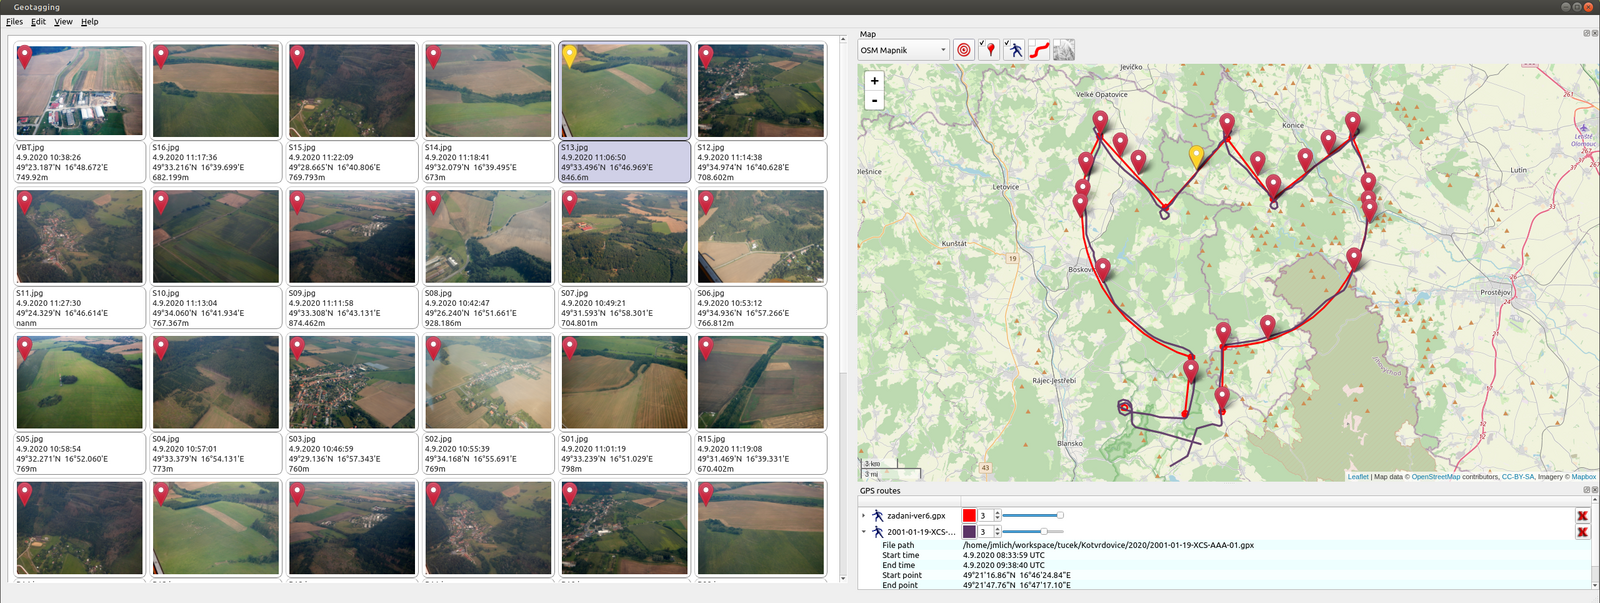 Geotagging
Files Edit View Help
VBT.jpg
4.9.2020 10:38:26
49°23.187'N 16°48.672'E
749.92m
S16.jpg
4.9.2020 11:17:36
49°33.216'N 16°39.699'E
682.199m
S15.jpg
4.9.2020 11:22:09
49°28.665'N 16°40.806'E
769.793m
S14.jpg
4.9.2020 11:18:41
49°32.079'N 16°39.495'E
673m
S13.jpg
4.9.2020 11:06:50
49°33.496'N 16°46.969'E
846.6m
S12.jpg
4.9.2020 11:14:38
49°34.974'N 16°40.628'E
708.602m
S11.jpg
4.9.2020 11:27:30
49°24.329'N 16°46.614'E
nanm
S10.jpg
4.9.2020 11:13:04
49°34.060'N 16°41.934'E
767.367m
S09.jpg
4.9.2020 11:11:58
49°33.308'N 16°43.131'E
874.462m
S08.jpg
4.9.2020 10:42:47
49°26.240'N 16°51.661'E
928.186m
S07.jpg
4.9.2020 10:49:21
49°31.593'N 16°58.301'E
704.801m
S06.jpg
4.9.2020 10:53:12
49°34.936'N 16°57.266'E
766.812m
S05.jpg
4.9.2020 10:58:54
49°32.271'N 16°52.060'E
769m
S04.jpg
4.9.2020 10:57:01
49°33.379'N 16°54.131'E
773m
S03.jpg
4.9.2020 10:46:59
49°29.136'N 16°57.343'E
760m
S02.jpg
4.9.2020 10:55:39
49°34.168'N 16°55.691'E
769m
S01.jpg
4.9.2020 11:01:19
49°33.239'N 16°51.029'E
798m
R15.jpg
4.9.2020 11:19:08
49°31.469'N 16°39.331'E
670.402m
Map
OSM Mapnik
+
-
Jevíčko
Velké Opatovice
Konice
Letovice
Lutín
Kunštát
19
Prostějov
Rájec-Jestřebí
Blansko
43
3 km
3 mi
Leaflet | Map data © OpenStreetMap contributors, CC-BY-SA, Imagery © Mapbox
GPS routes
zadani-ver6.gpx 3
2001-01-19-XCS-... 3
File path /home/jmlich/workspace/tucek/Kotvrdovice/2020/2001-01-19-XCS-AAA-01.gpx
Start time 4.9.2020 08:33:59 UTC
End time 4.9.2020 09:38:40 UTC
Start point 49°21'16.86"N 16°46'24.84"E
End point 49°21'47.76"N 16°47'17.10"E